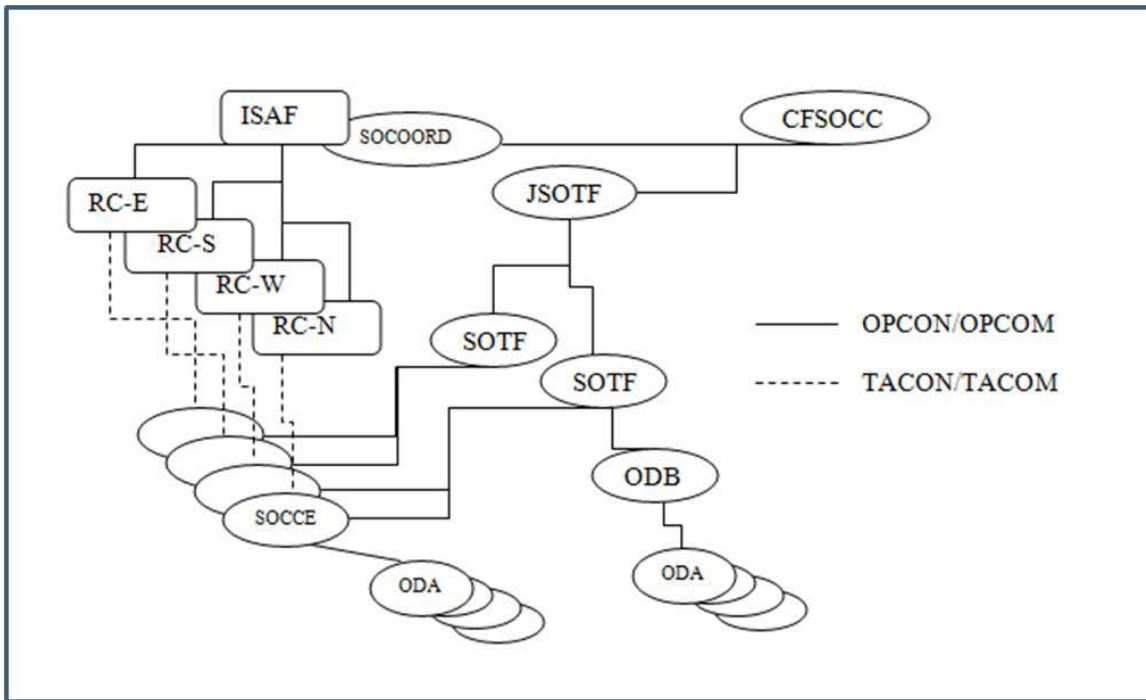 ISAF
SOCOORD
CFSOCC
RC-E
JSOTF
RC-S
RC-W
RC-N
SOTF
OPCON/OPCOM
SOTF
TACON/TACOM
ODB
SOCCE
ODA
ODA